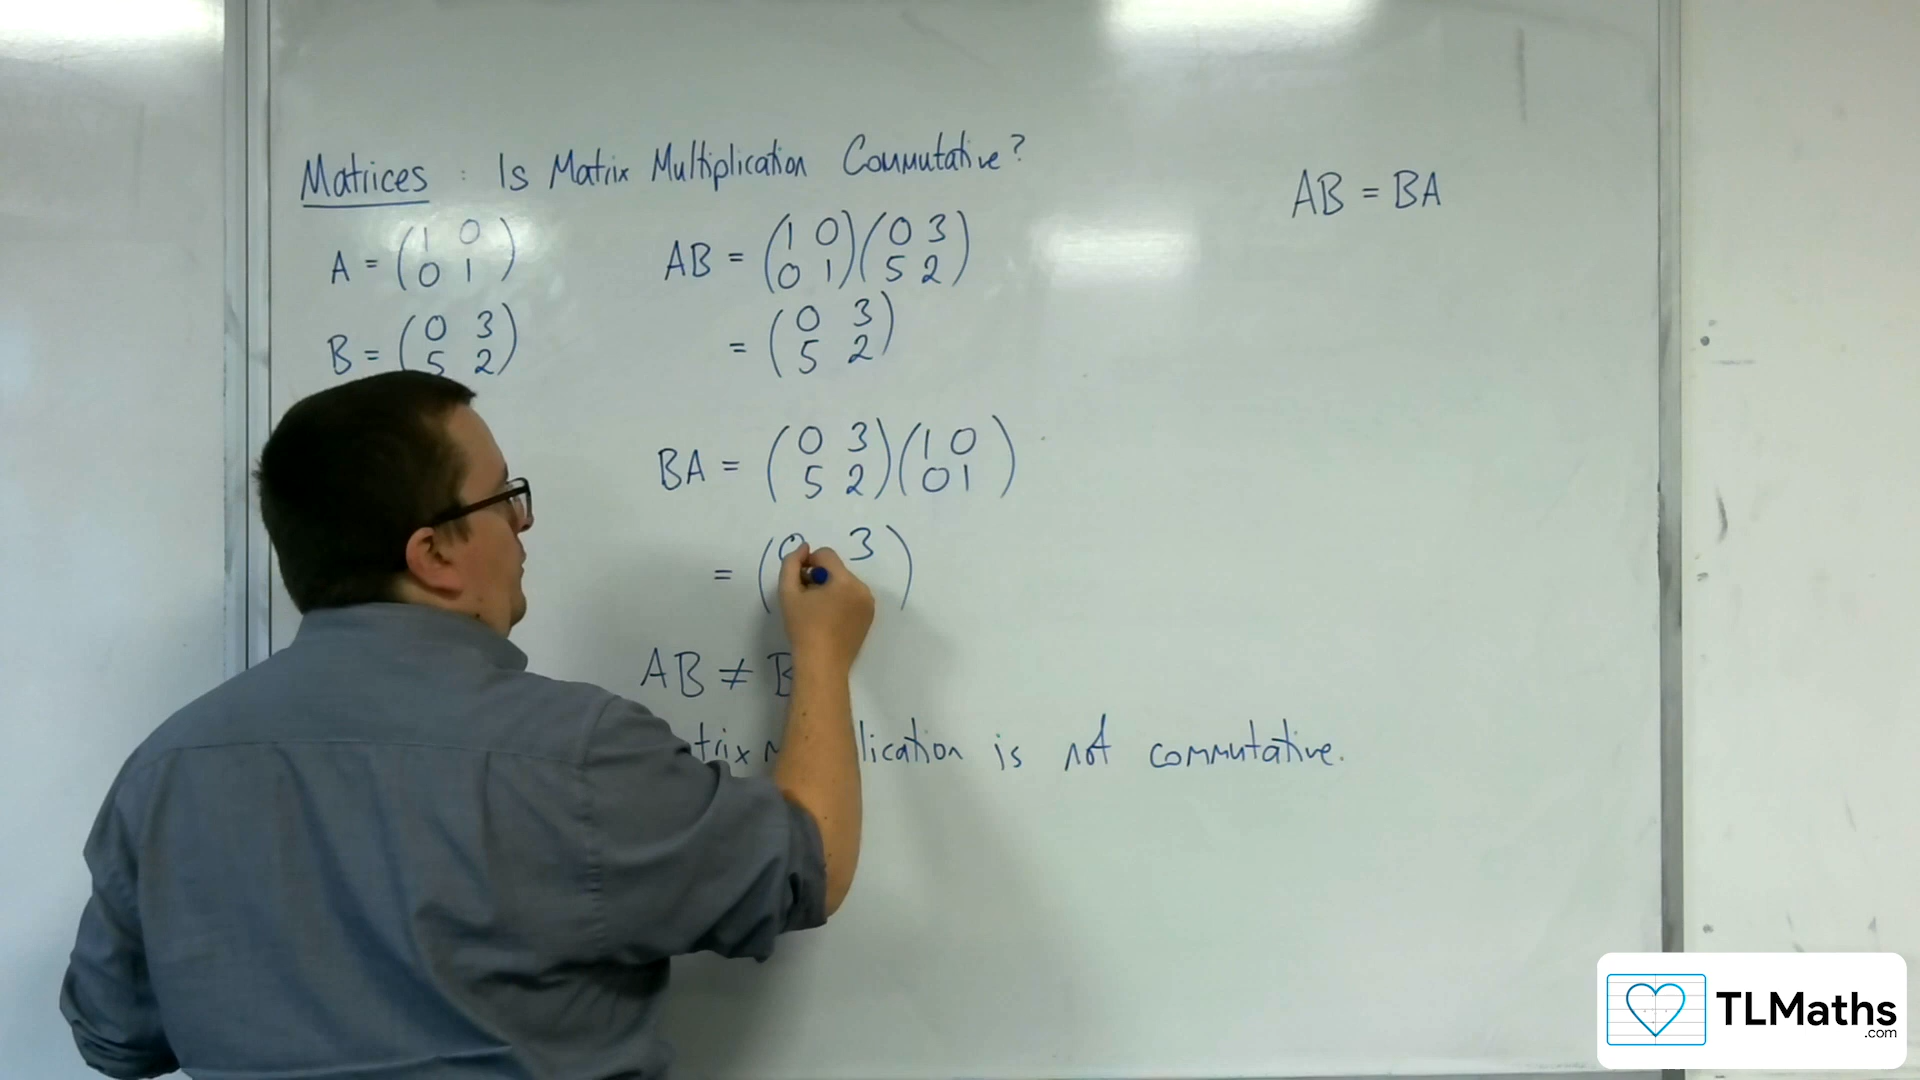 Matrices : Is Matrix Multiplication Commutative?
AB = BA
A = (1 0
0 1)
AB = (1 0
0 1)(0 3
5 2)
B = (0 3
5 2)
= (0 3
5 2)
BA = (0 3
5 2)(1 0
0 1)
= (0 3)
AB ≠ B
trix m lication is not commutative.
TLMaths
.com